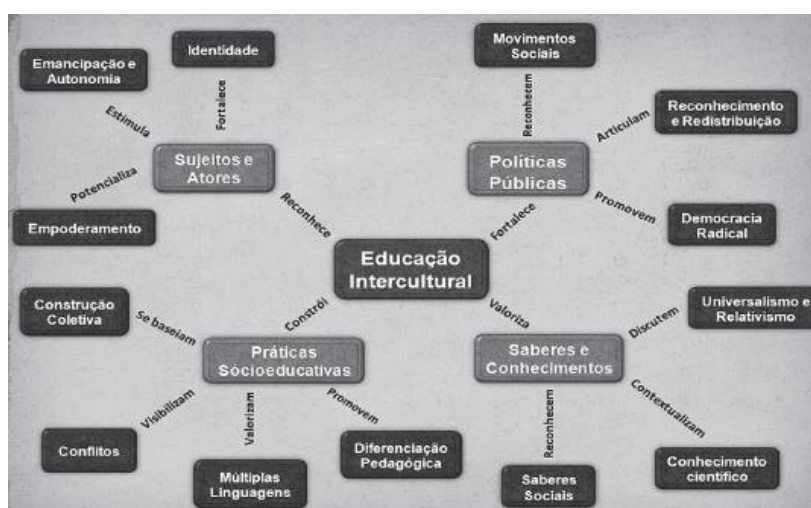 Emancipação e
Autonomia
Identidade
Estimula
Fortalece
Sujeitos e
Atores
Potencializa
Empoderamento
Reconhece
Movimentos
Sociais
Reconhecem
Articulam
Reconhecimento
e Redistribuição
Políticas
Públicas
Promovem
Democracia
Radical
Fortalece
Educação
Intercultural
Construção
Coletiva
Se baseiam
Constrói
Práticas
Sócioeducativas
Visibilizam
Conflitos
Valorizam
Múltiplas
Linguagens
Promovem
Diferenciação
Pedagógica
Valoriza
Saberes e
Conhecimentos
Discutem
Universalismo e
Relativismo
Contextualizam
Conhecimento
científico
Reconhecem
Saberes
Sociais